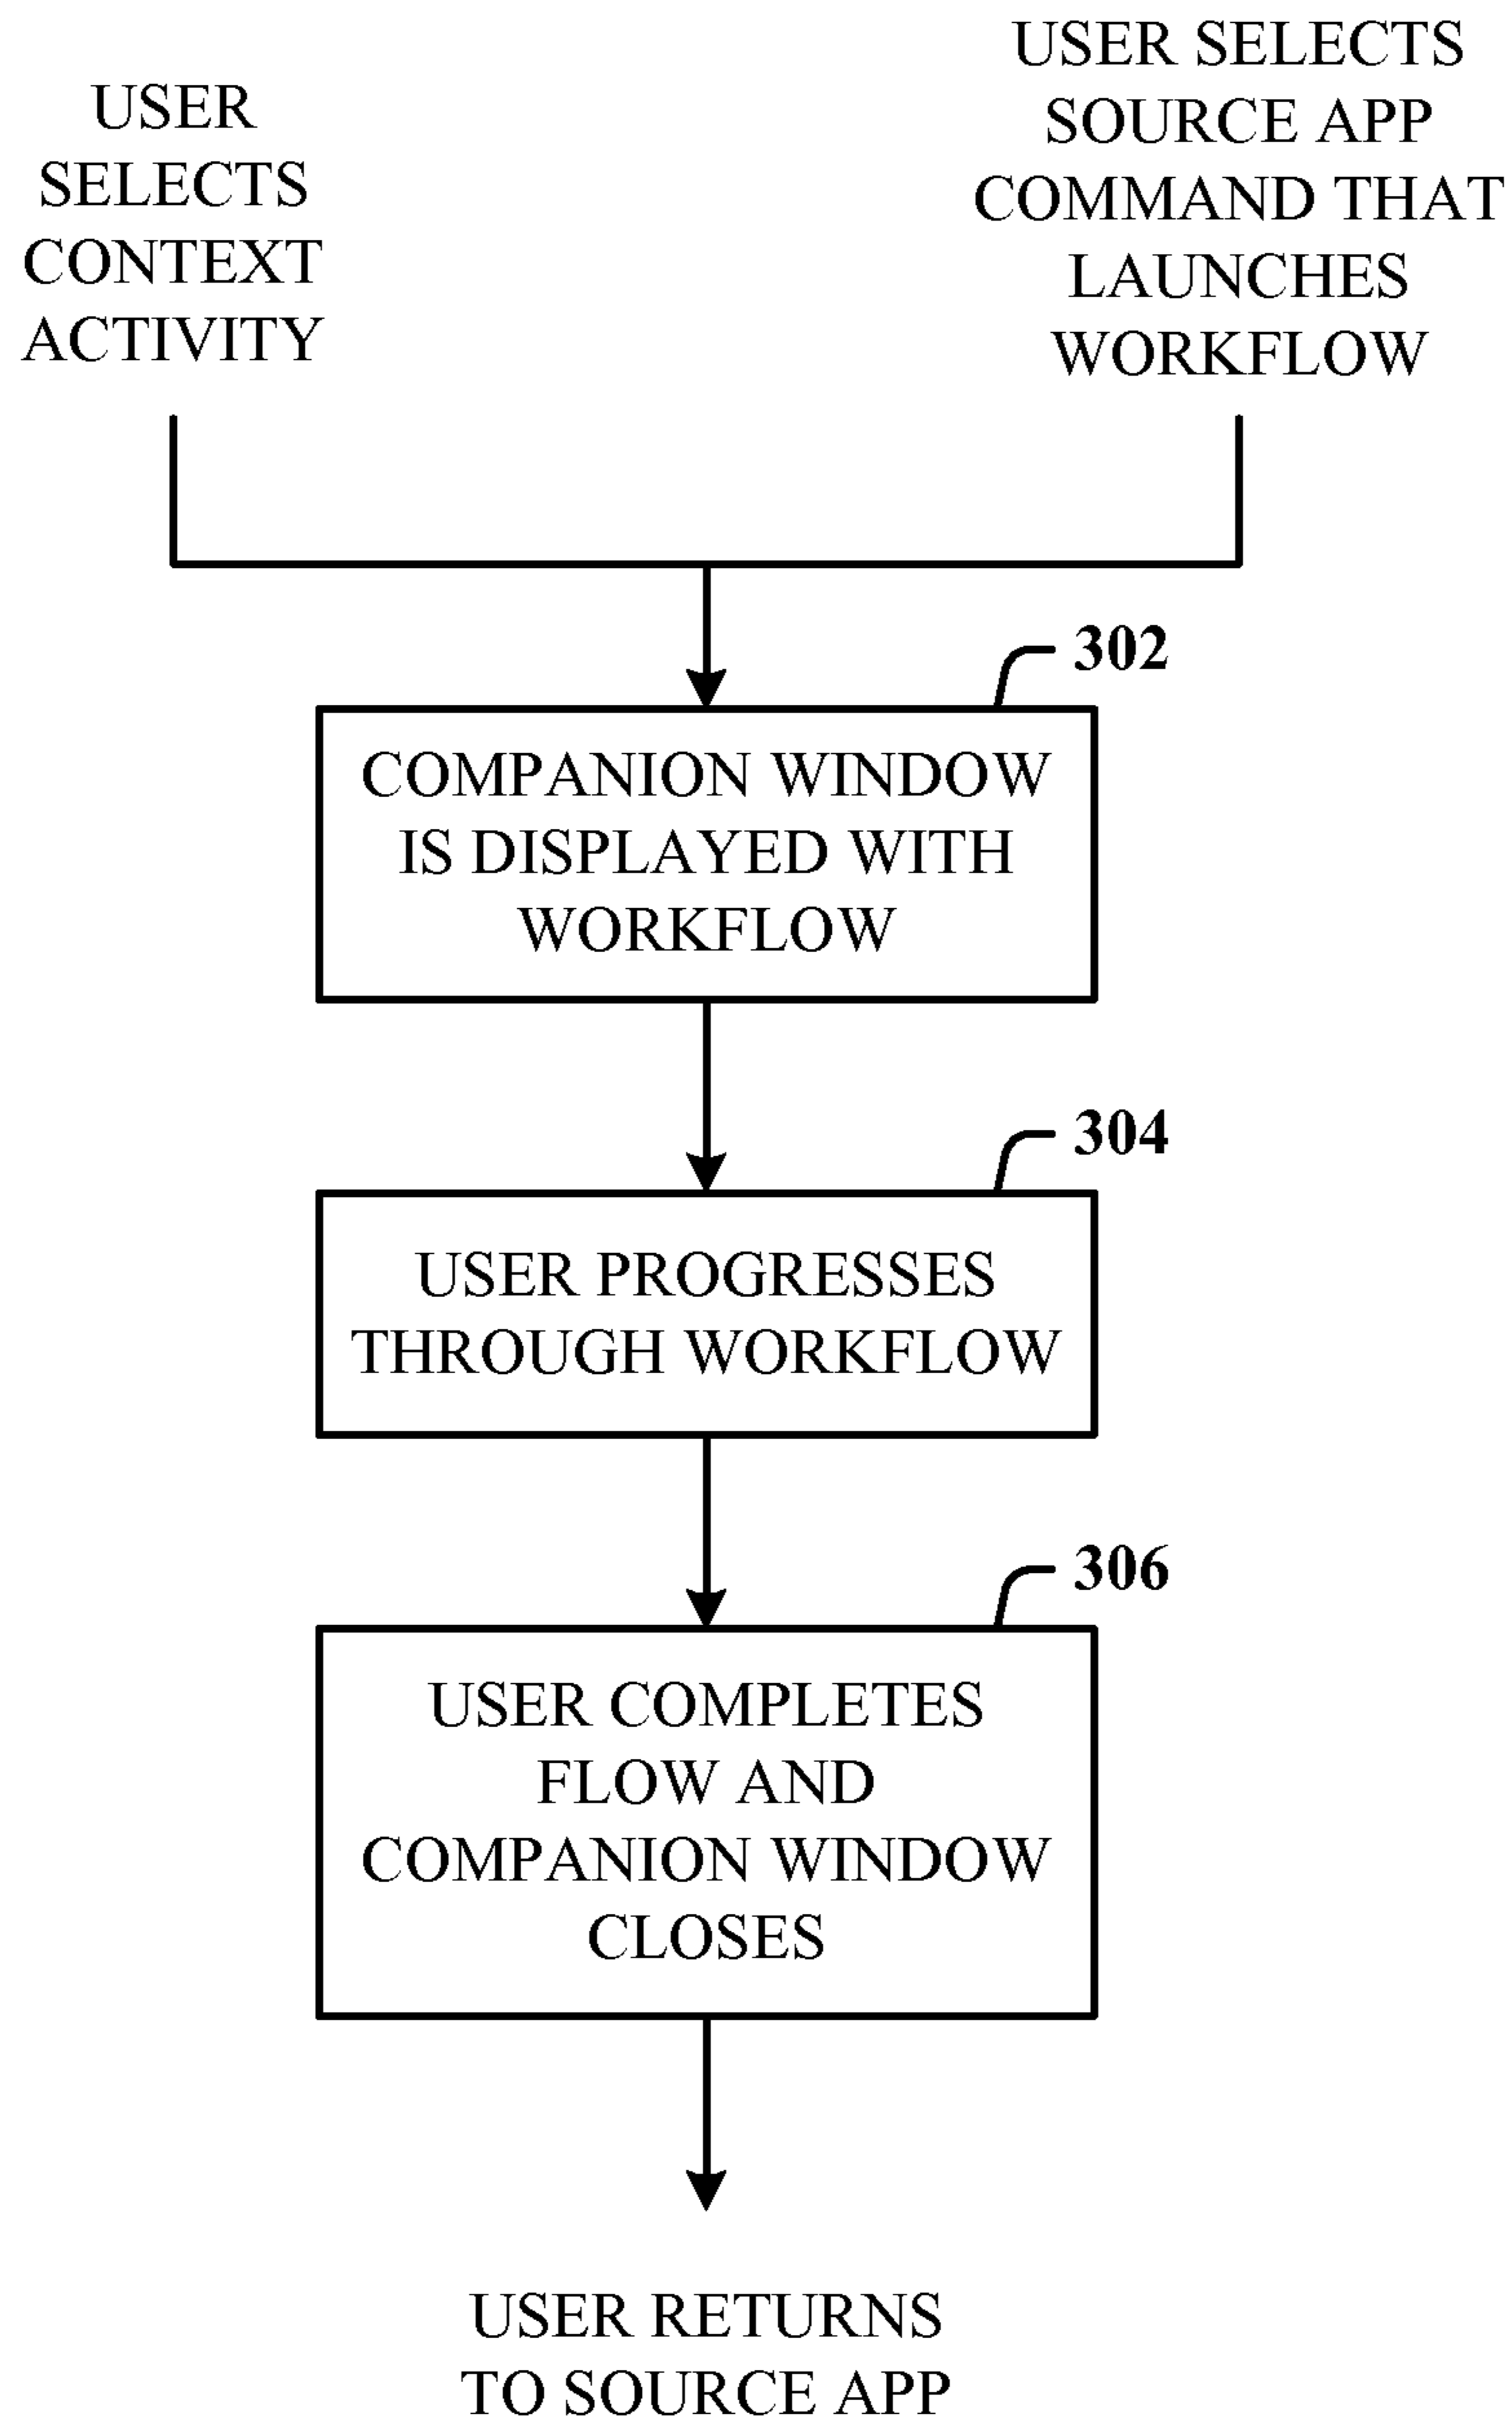 USER
SELECTS
CONTEXT
ACTIVITY
USER SELECTS
SOURCE APP
COMMAND THAT
LAUNCHES
WORKFLOW
302
COMPANION WINDOW
IS DISPLAYED WITH
WORKFLOW
304
USER PROGRESSES
THROUGH WORKFLOW
306
USER COMPLETES
FLOW AND
COMPANION WINDOW
CLOSES
USER RETURNS
TO SOURCE APP